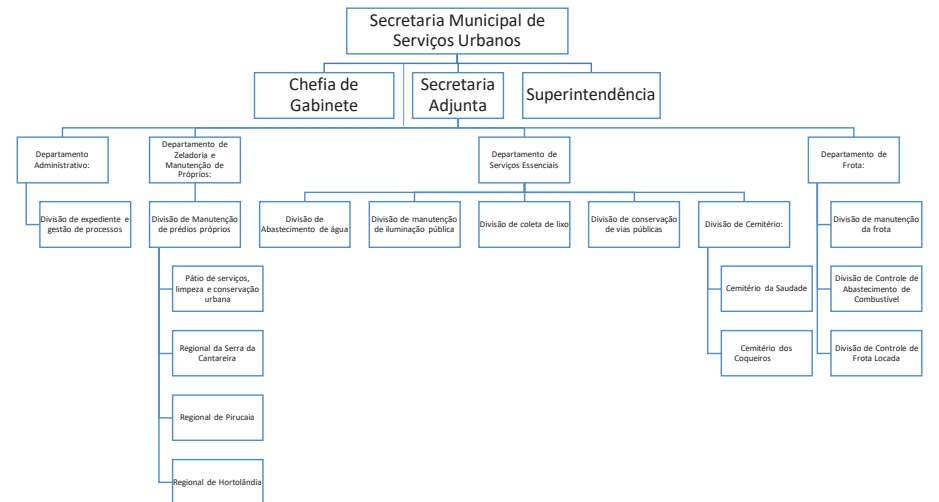 Secretaria Municipal de
Serviços Urbanos
Chefia de
Gabinete
Secretaria
Adjunta
Superintendência
Departamento
Administrativo:
Departamento de
Zeladoria e
Manutenção de
Próprios:
Departamento de
Serviços Essenciais
Departamento de
Frota:
Divisão de expediente e
gestão de processos
Divisão de Manutenção
de prédios próprios
Divisão de
Abastecimento de água
Divisão de manutenção
de iluminação pública
Divisão de coleta de lixo
Divisão de conservação
de vias públicas
Divisão de Cemitério:
Divisão de manutenção
da frota
Pátio de serviços,
limpeza e conservação
urbana
Cemitério da Saudade
Divisão de Controle de
Abastecimento de
Combustível
Regional da Serra da
Cantareira
Cemitério dos
Coqueiros
Divisão de Controle de
Frota Locada
Regional de Pirucaia
Regional de Hortolândia